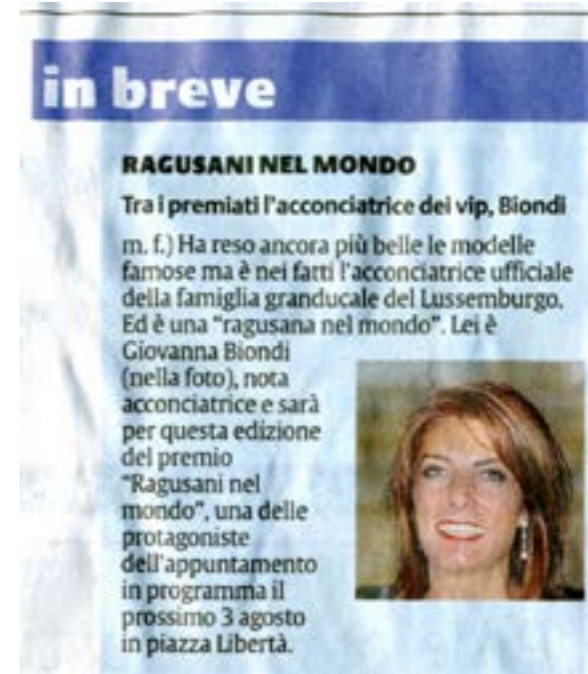 in breve
RAGUSANI NEL MONDO
Tra i premiati l'acconciatrice dei vip, Biondi
m. f.) Ha reso ancora più belle le modelle
famose ma è nei fatti l'acconciatrice ufficiale
della famiglia granducale del Lussemburgo.
Ed è una "ragusana nel mondo". Lei è
Giovanna Biondi
(nella foto), nota
acconciatrice e sarà
per questa edizione
del premio
"Ragusani nel
mondo", una delle
protagoniste
dell'appuntamento
in programma il
prossimo 3 agosto
in piazza Libertà.